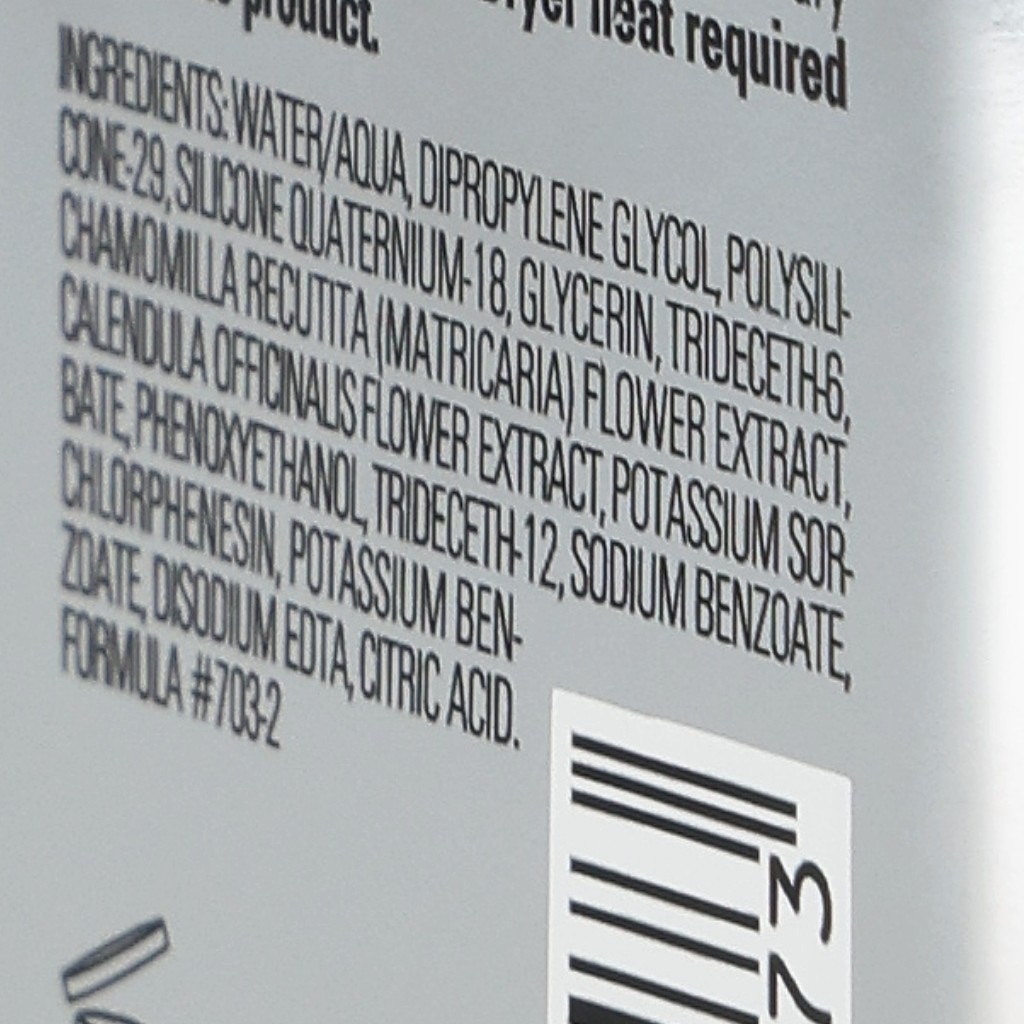 product.
heat required
INGREDIENTS: WATER/AQUA, DIPROPYLENE GLYCOL, POLYSILI-
CONE-29, SILICONE QUATERNIUM-18, GLYCERIN, TRIDECETH-6,
CHAMOMILLA RECUTITA (MATRICARIA) FLOWER EXTRACT,
CALENDULA OFFICINALIS FLOWER EXTRACT, POTASSIUM SOR-
BATE, PHENOXYETHANOL, TRIDECETH-12, SODIUM BENZOATE,
CHLORPHENESIN, POTASSIUM BEN-
ZOATE, DISODIUM EDTA, CITRIC ACID.
FORMULA #703-2
73